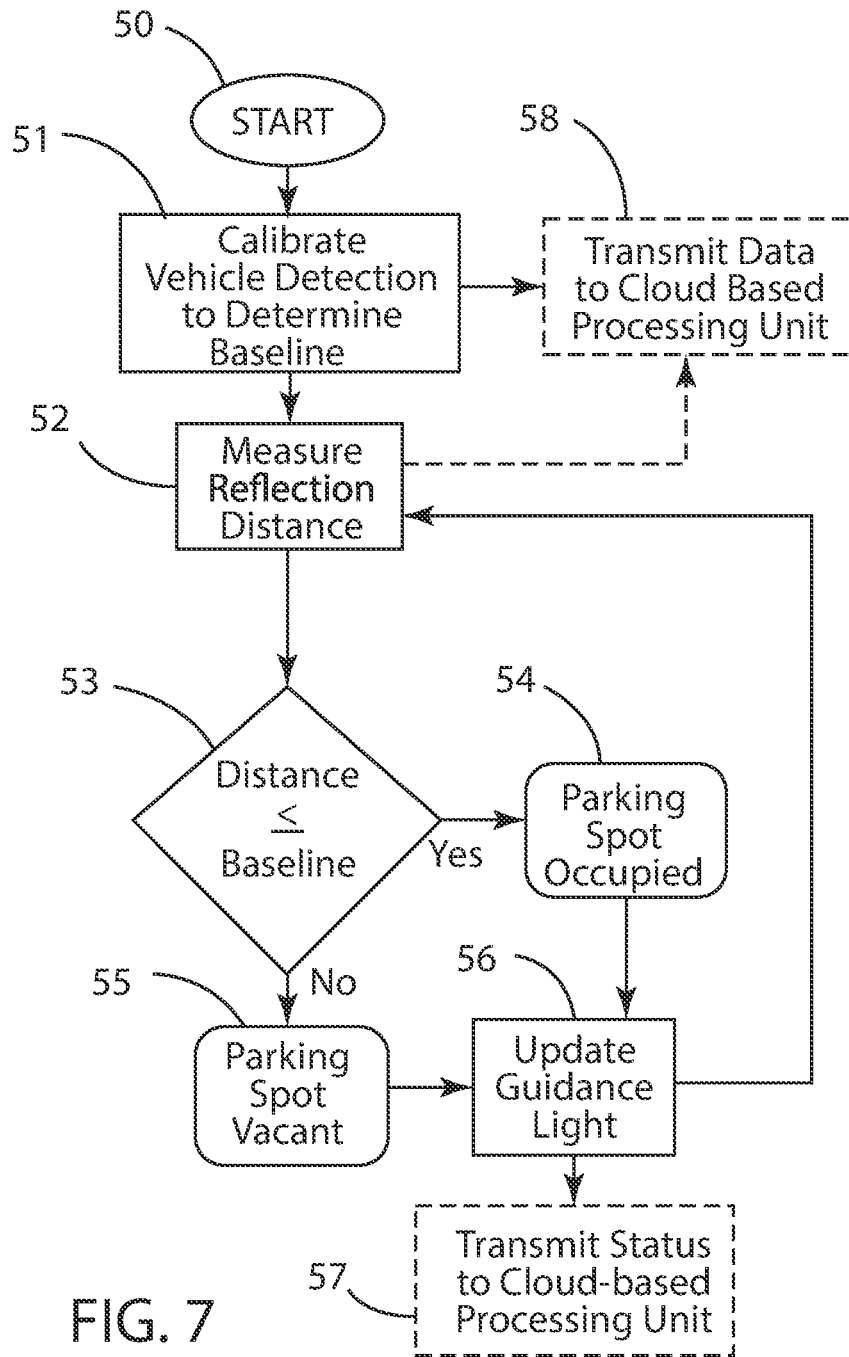 50
START
51
Calibrate
Vehicle Detection
to Determine
Baseline
58
Transmit Data
to Cloud Based
Processing Unit
52
Measure
Reflection
Distance
53
Distance
≤
Baseline
Yes
54
Parking
Spot
Occupied
No
55
Parking
Spot
Vacant
56
Update
Guidance
Light
57
Transmit Status
to Cloud-based
Processing Unit
FIG. 7